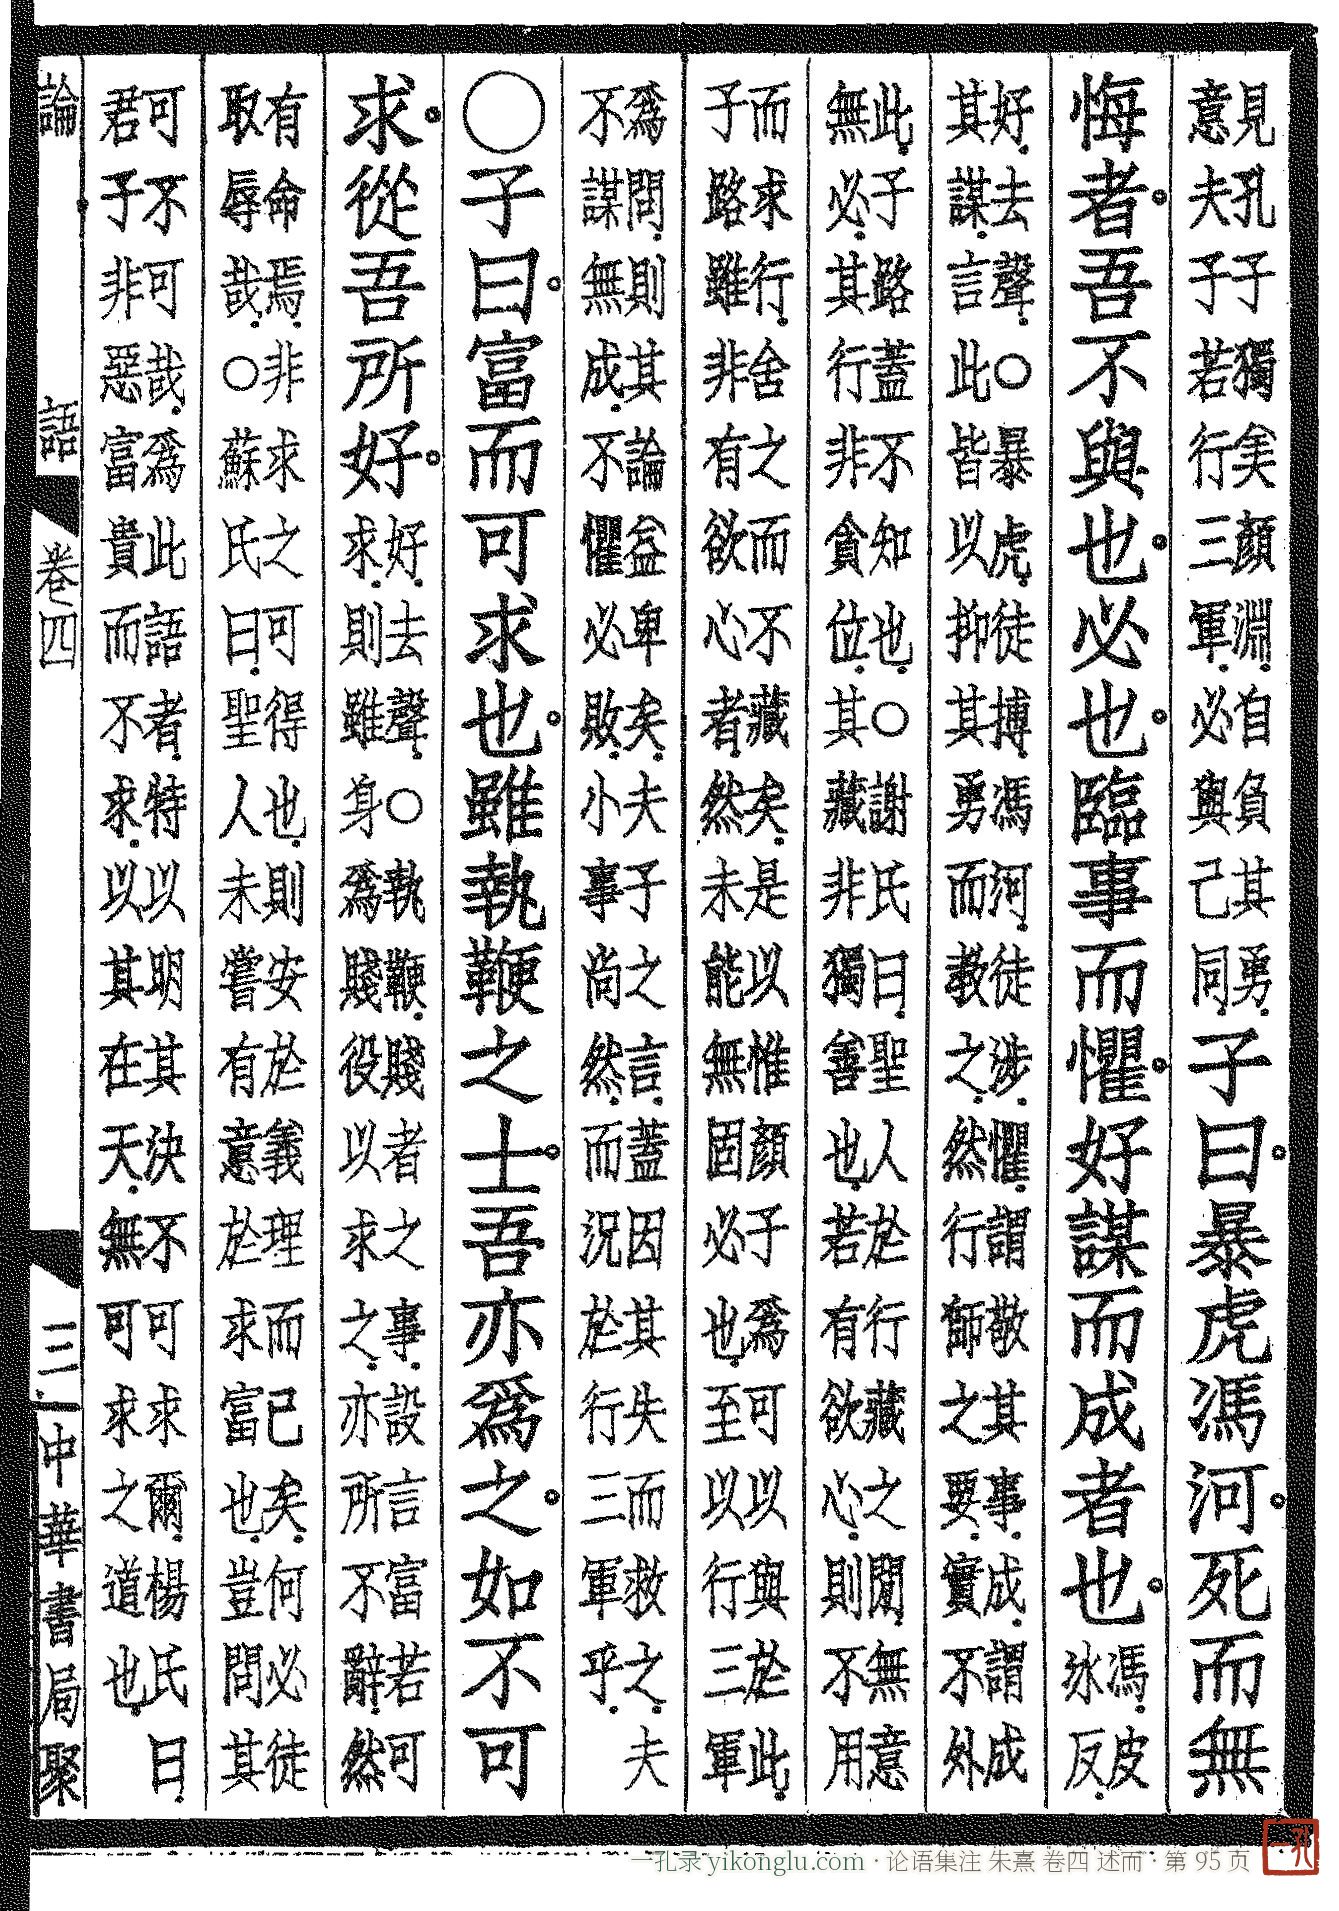 見孔子獨美顏淵自負其勇
意夫子若行三軍必與己同
子曰暴虎馮河死而無
悔者吾不與也必也臨事而懼好謀而成者也
馮皮
冰反
好去聲○暴虎徒搏馮河徒涉懼謂敬其事成謂成
其謀言此皆以抑其勇而教之然行師之要實不外
此子路蓋不知也○謝氏曰聖人於行藏之閒無意
無必其行非貪位其藏非獨善也若有欲心則不用
而求行舍之而不藏矣是以惟顏子爲可以與於此
子路雖非有欲心者然未能無固必也至以行三軍
爲問則其論益卑矣夫子之言蓋因其失而救之夫
不謀無成不懼必敗小事尚然而況於行三軍乎
○子曰富而可求也雖執鞭之士吾亦爲之如不可
求從吾所好
好去聲○執鞭賤者之事設言富若可
求則雖身爲賤役以求之亦所不辭然
有命焉非求之可得也則安於義理而已矣何必徒
取辱哉○蘇氏曰聖人未嘗有意於求富也豈問其
可不可哉爲此語者特以明其決不可求爾楊氏曰
君子非惡富貴而不求以其在天無可求之道也
論語 卷四 三一 中華書局聚
一孔录 yikonglu.com · 论语集注 朱熹 卷四 述而 · 第 95 页